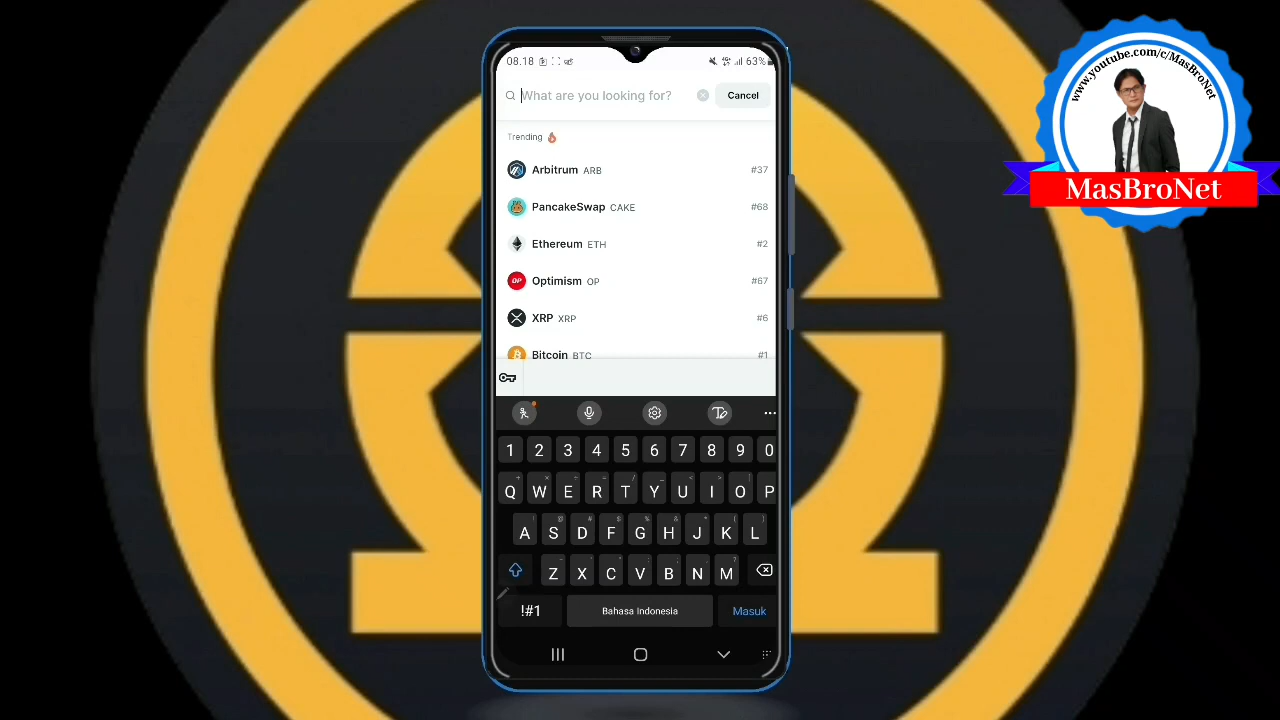 08.18
63%
What are you looking for?
Cancel
Trending
Arbitrum ARB #37
PancakeSwap CAKE #68
Ethereum ETH #2
OP Optimism OP #67
XRP XRP #6
Bitcoin BTC #1
1 2 3 4 5 6 7 8 9 0
Q W E R T Y U I O P
A S D F G H J K L
Z X C V B N M
!#1 Bahasa Indonesia Masuk
www.youtube.com/c/MasBroNet
MasBroNet